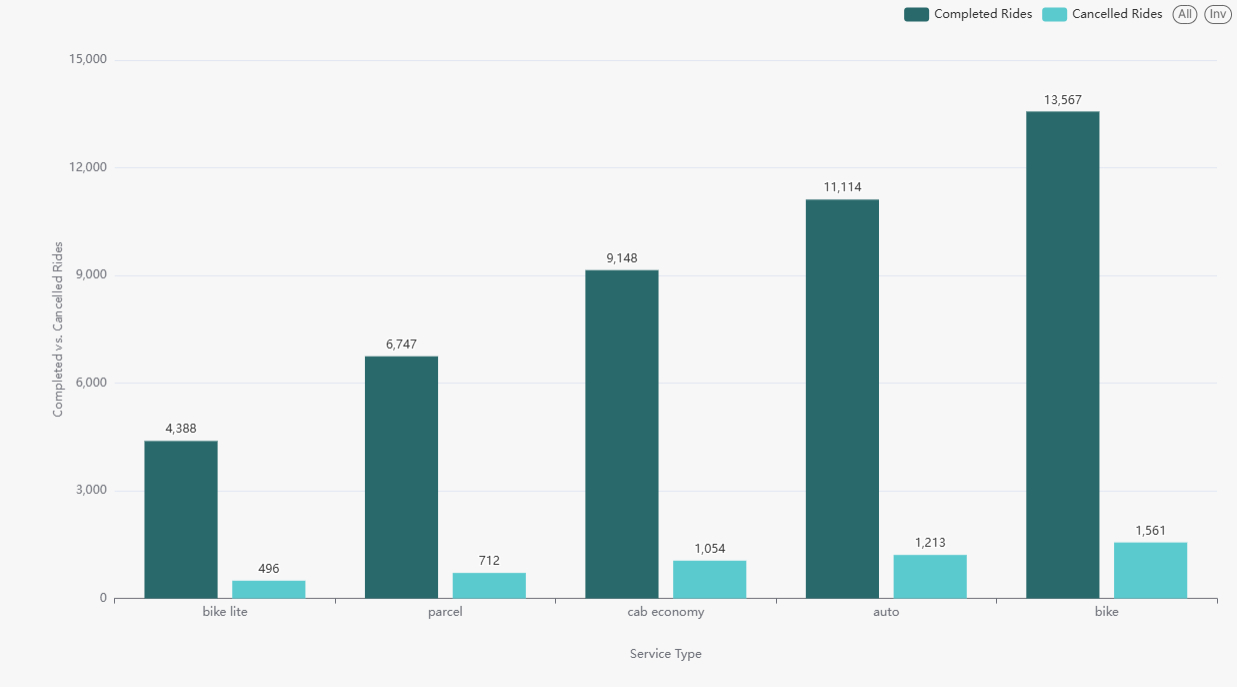 Completed Rides
Cancelled Rides
All
Inv
Completed vs. Cancelled Rides
15,000
12,000
9,000
6,000
3,000
0
4,388
496
6,747
712
9,148
1,054
11,114
1,213
13,567
1,561
bike lite
parcel
cab economy
auto
bike
Service Type